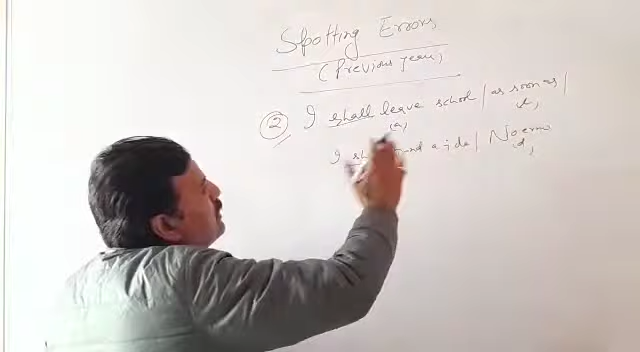 Spotting Errors
(Previous year)
② I shall leave school | as soon as |
(a)
I a job | No error